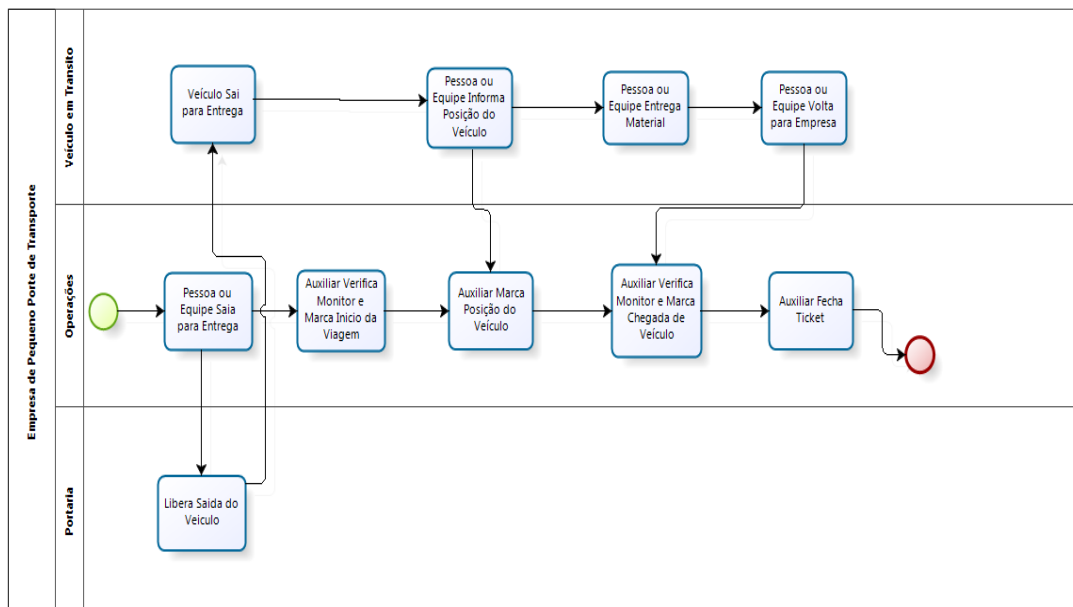 Empresa de Pequeno Porte de Transporte
Veículo em Transito
Veículo Sai
para Entrega
Pessoa ou
Equipe Informa
Posição do
Veículo
Pessoa ou
Equipe Entrega
Material
Pessoa ou
Equipe Volta
para Empresa
Operações
Pessoa ou
Equipe Saia
para Entrega
Auxiliar Verifica
Monitor e
Marca Inicio da
Viagem
Auxiliar Marca
Posição do
Veículo
Auxiliar Verifica
Monitor e Marca
Chegada de
Veículo
Auxiliar Fecha
Ticket
Portaria
Libera Saida do
Veiculo